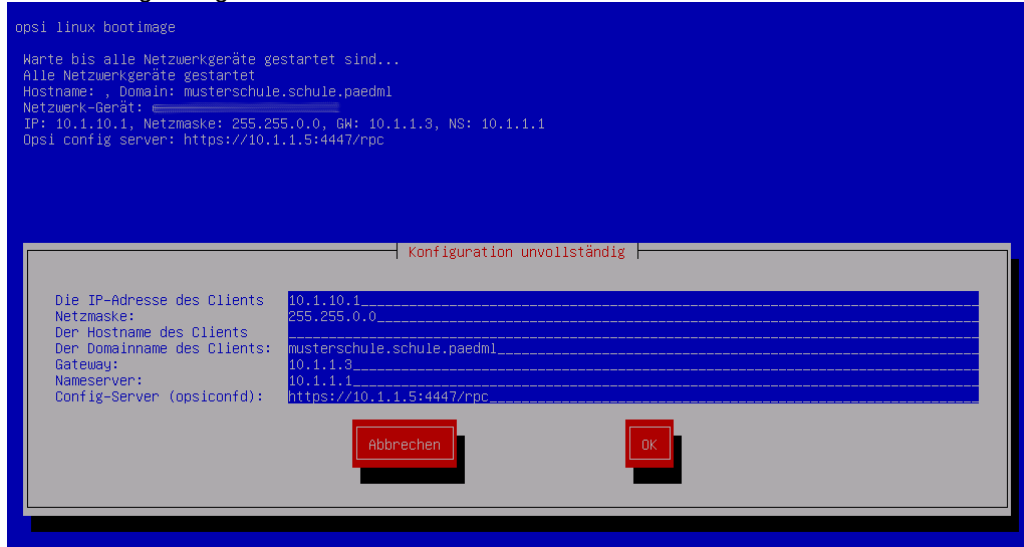 opsi linux bootimage
Warte bis alle Netzwerkgeräte gestartet sind...
Alle Netzwerkgeräte gestartet
Hostname: , Domain: musterschule.schule.paedml
Netzwerk-Gerät:
IP: 10.1.10.1, Netzmaske: 255.255.0.0, GW: 10.1.1.3, NS: 10.1.1.1
Opsi config server: https://10.1.1.5:4447/rpc
Konfiguration unvollständig
Die IP-Adresse des Clients 10.1.10.1
Netzmaske: 255.255.0.0
Der Hostname des Clients
Der Domainname des Clients: musterschule.schule.paedml
Gateway: 10.1.1.3
Nameserver: 10.1.1.1
Config-Server (opsiconfd): https://10.1.1.5:4447/rpc
Abbrechen OK